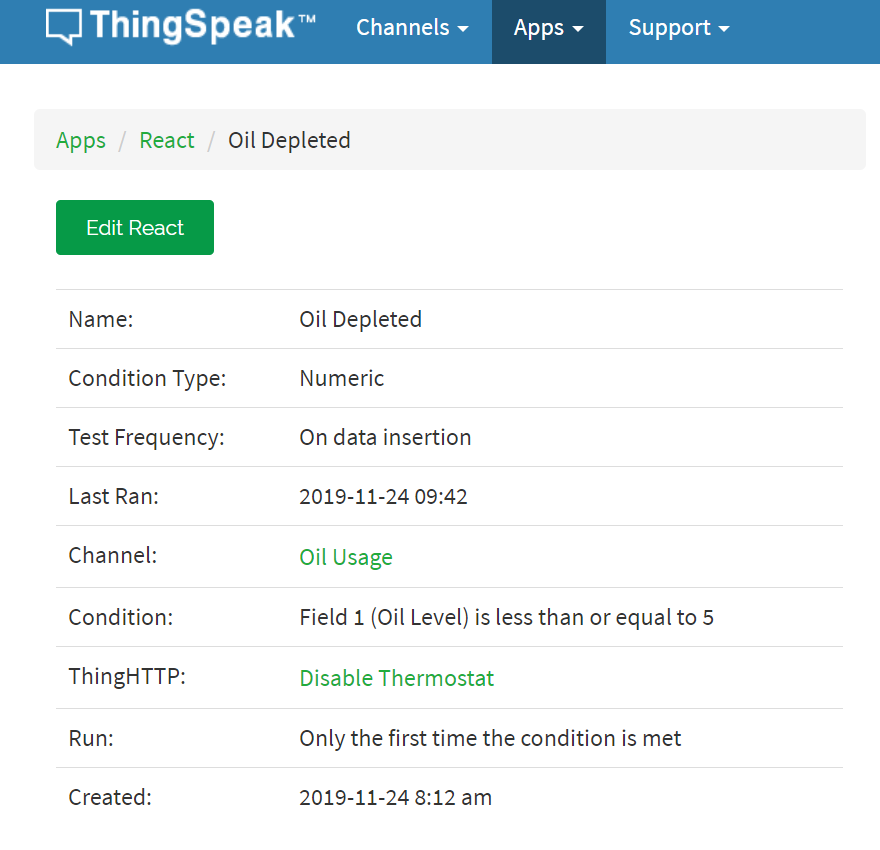 ThingSpeak™ Channels Apps Support
Apps / React / Oil Depleted
Edit React
Name: Oil Depleted
Condition Type: Numeric
Test Frequency: On data insertion
Last Ran: 2019-11-24 09:42
Channel: Oil Usage
Condition: Field 1 (Oil Level) is less than or equal to 5
ThingHTTP: Disable Thermostat
Run: Only the first time the condition is met
Created: 2019-11-24 8:12 am